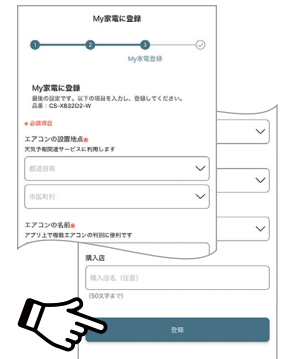 My家電に登録
1 2 3
My家電登録
My家電に登録
最後の設定です。以下の項目を入力し、登録してください。
品番:CS-X632D2-W
※必須項目
エアコンの設置地点※
天気予報関連サービスに利用します
都道府県
市区町村
エアコンの名前※
アプリ上で複数エアコンの判別に便利です
購入店
購入店名(任意)
(50文字まで)
登録